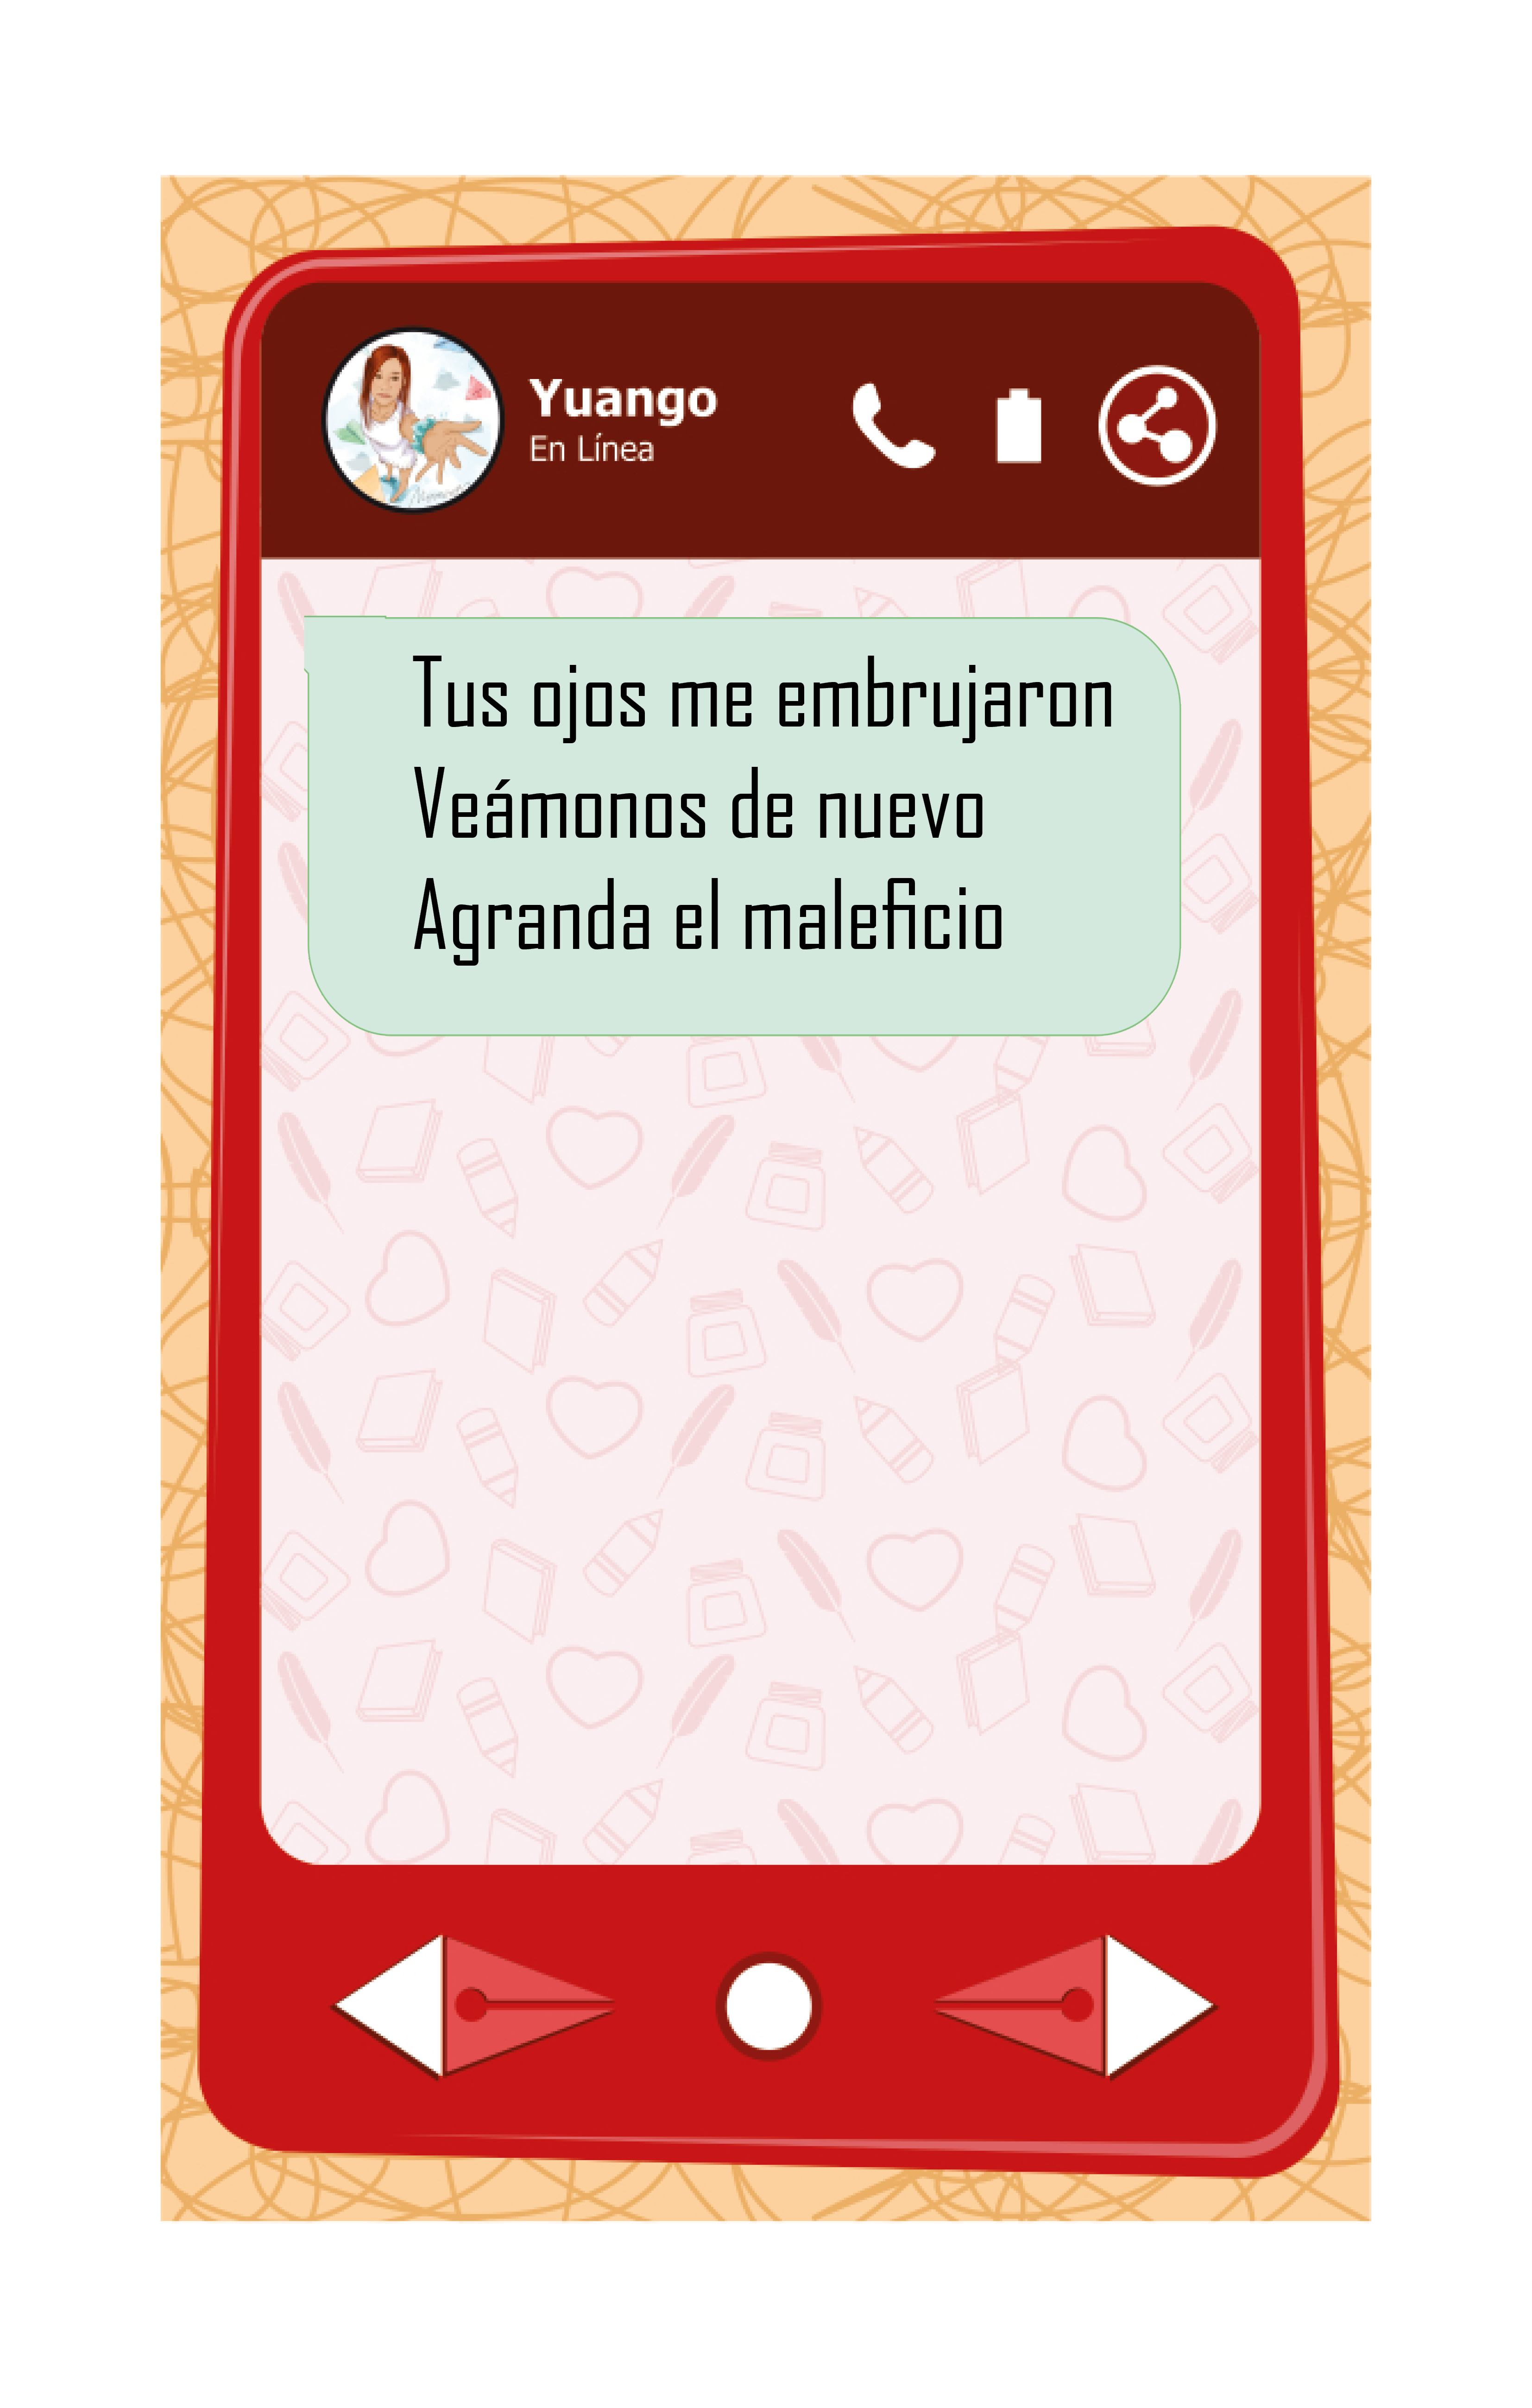 Yuango
En Línea
Tus ojos me embrujaron
Veámonos de nuevo
Agranda el maleficio